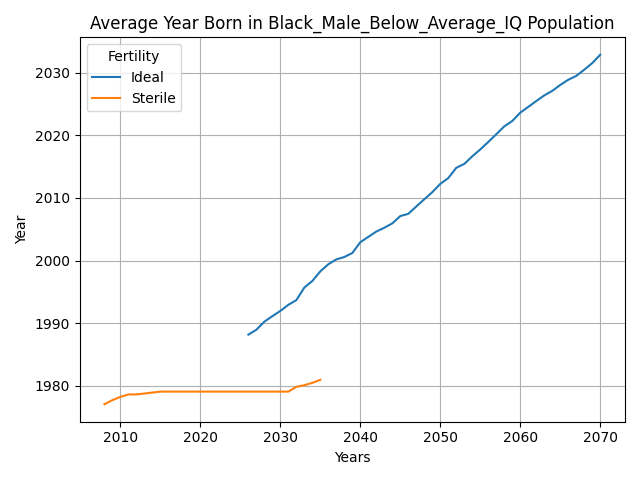 Average Year Born in Black_Male_Below_Average_IQ Population
Fertility
Ideal
Sterile
Year
2030
2020
2010
2000
1990
1980
2010 2020 2030 2040 2050 2060 2070
Years